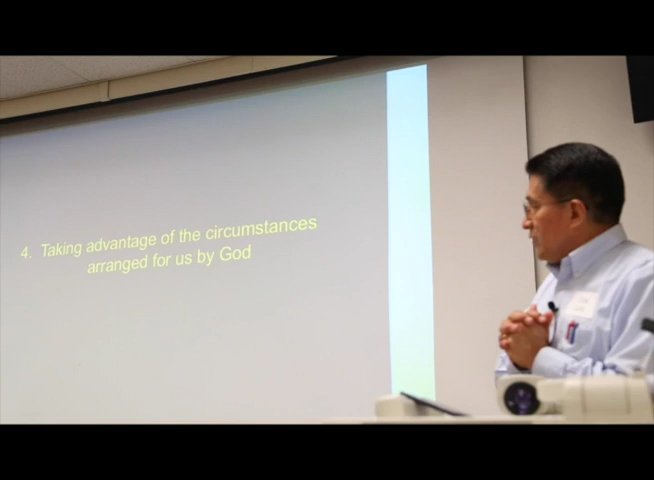 4. Taking advantage of the circumstances
arranged for us by God